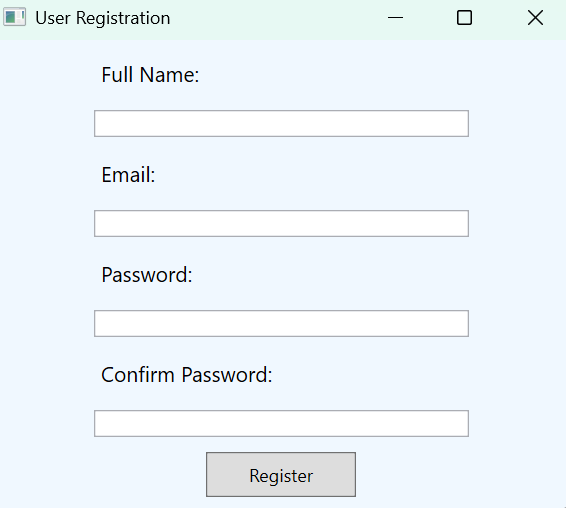 User Registration
Full Name:
Email:
Password:
Confirm Password:
Register